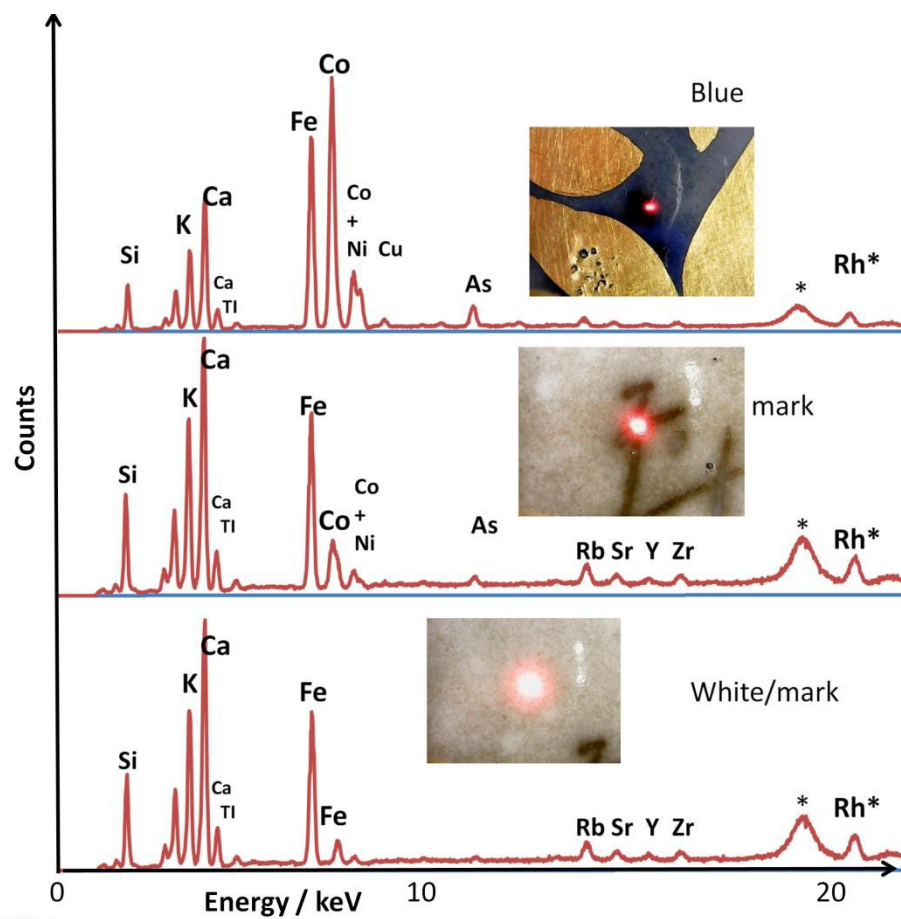 Blue
Co
Fe
Ca
K
Si
Ca
TI
Co
+
Ni Cu
As
*
Rh*
mark
Ca
K
Fe
Si
Ca
TI
Co
Co
+
Ni
As
Rb Sr Y Zr
*
Rh*
White/mark
Ca
K
Fe
Si
Ca
TI
Fe
Rb Sr Y Zr
*
Rh*
Counts
0
10
20
Energy / keV